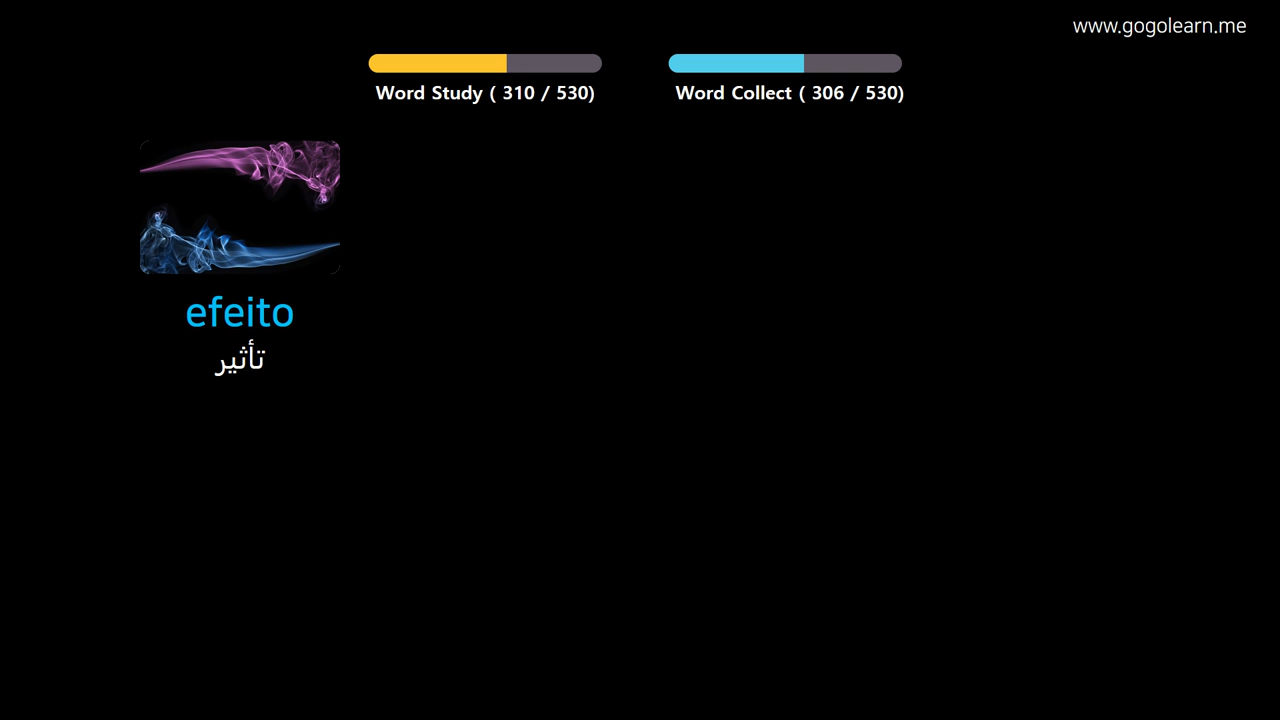 www.gogolearn.me
Word Study ( 310 / 530)
Word Collect ( 306 / 530)
efeito
تأثير